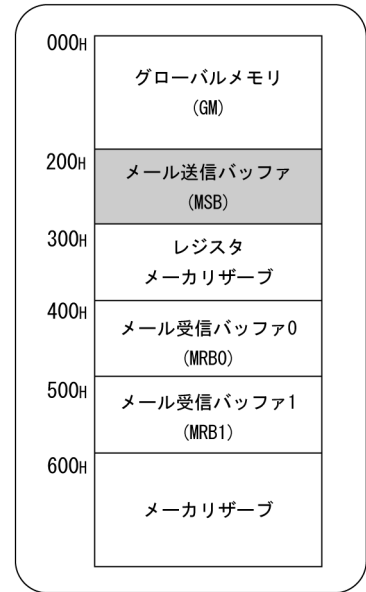 000H
グローバルメモリ
(GM)
200H
メール送信バッファ
(MSB)
300H
レジスタ
メーカリザーブ
400H
メール受信バッファ0
(MRB0)
500H
メール受信バッファ1
(MRB1)
600H
メーカリザーブ